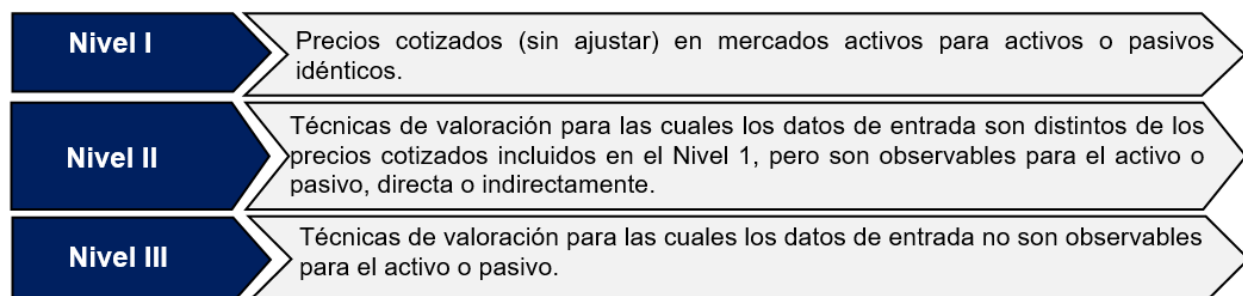 Nivel I
Precios cotizados (sin ajustar) en mercados activos para activos o pasivos
idénticos.
Nivel II
Técnicas de valoración para las cuales los datos de entrada son distintos de los
precios cotizados incluidos en el Nivel 1, pero son observables para el activo o
pasivo, directa o indirectamente.
Nivel III
Técnicas de valoración para las cuales los datos de entrada no son observables
para el activo o pasivo.